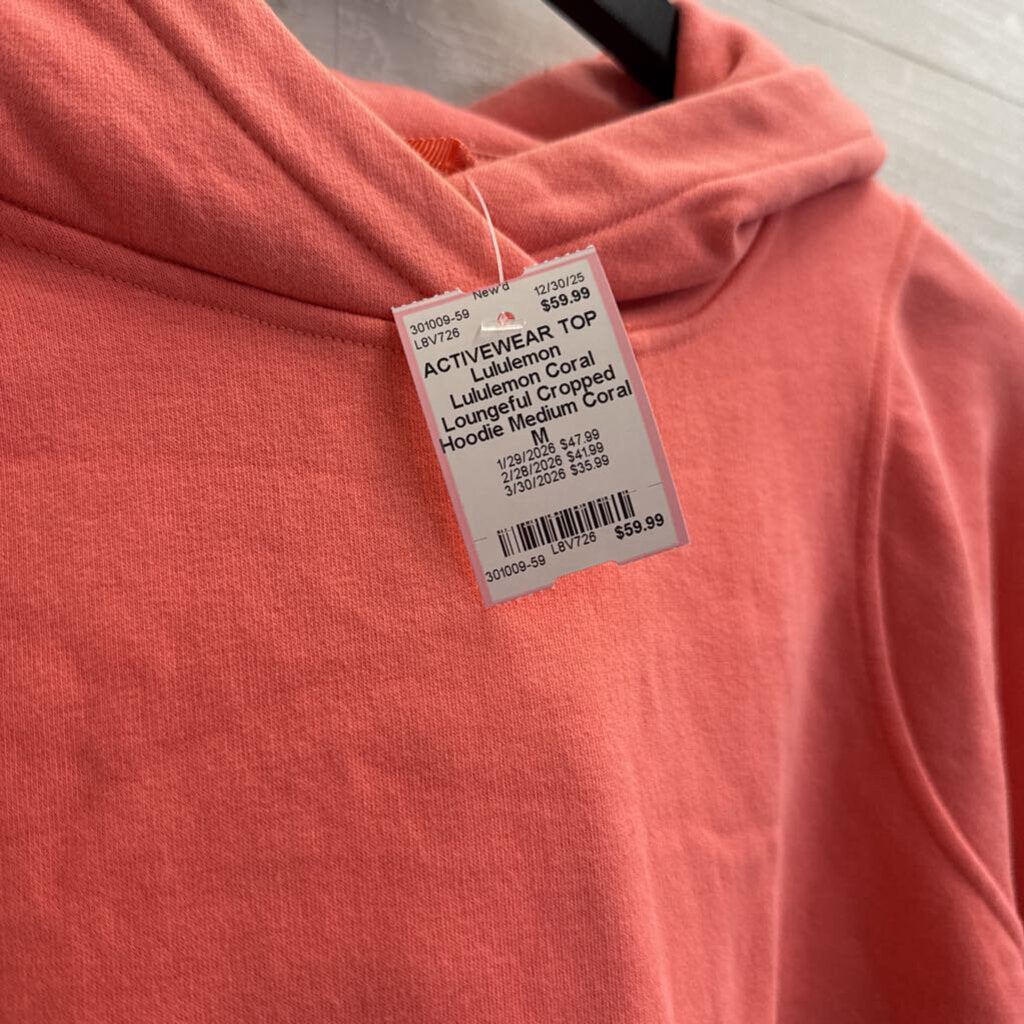 New'd 12/30/25
301009-59 $59.99
L8V726
ACTIVEWEAR TOP
Lululemon
Lululemon Coral
Loungeful Cropped
Hoodie Medium Coral
M
1/29/2026 $47.99
2/28/2026 $41.99
3/30/2026 $35.99
301009-59 L8V726 $59.99